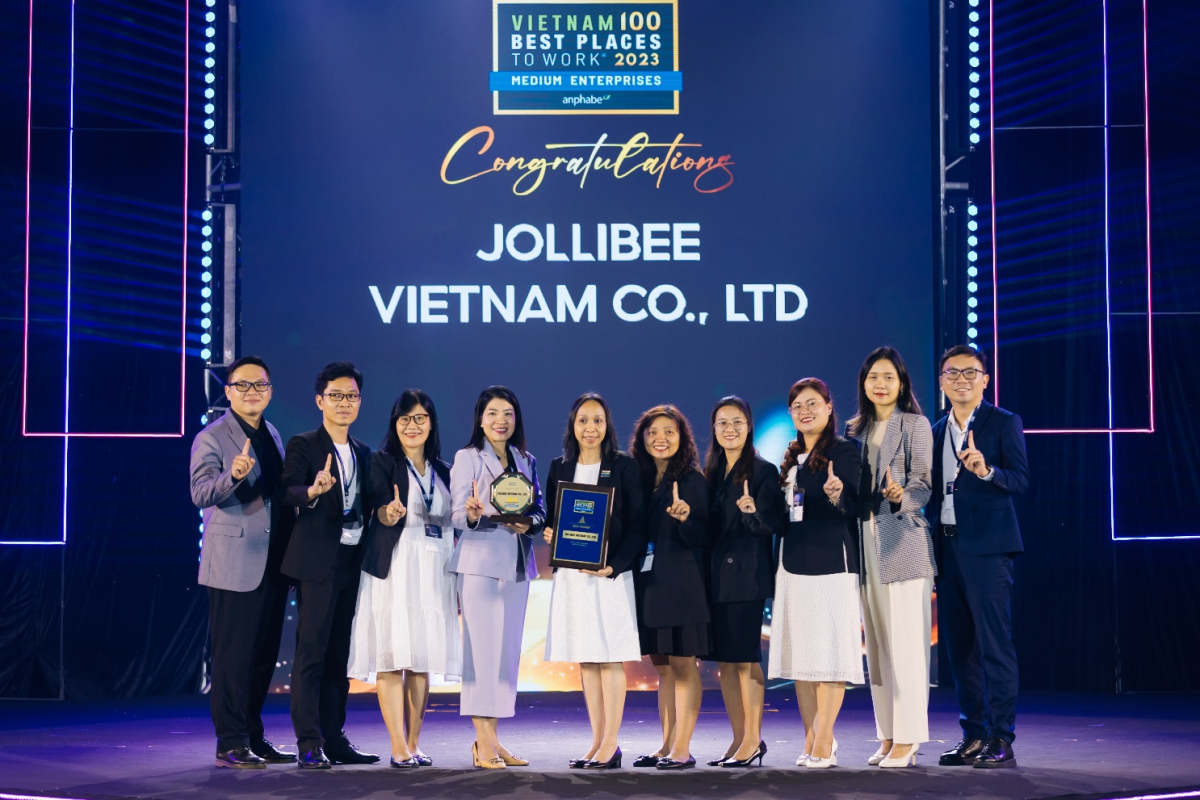 VIETNAM 100
BEST PLACES
TO WORK® 2023
MEDIUM ENTERPRISES
anphabe
Congratulations
JOLLIBEE
VIETNAM CO., LTD